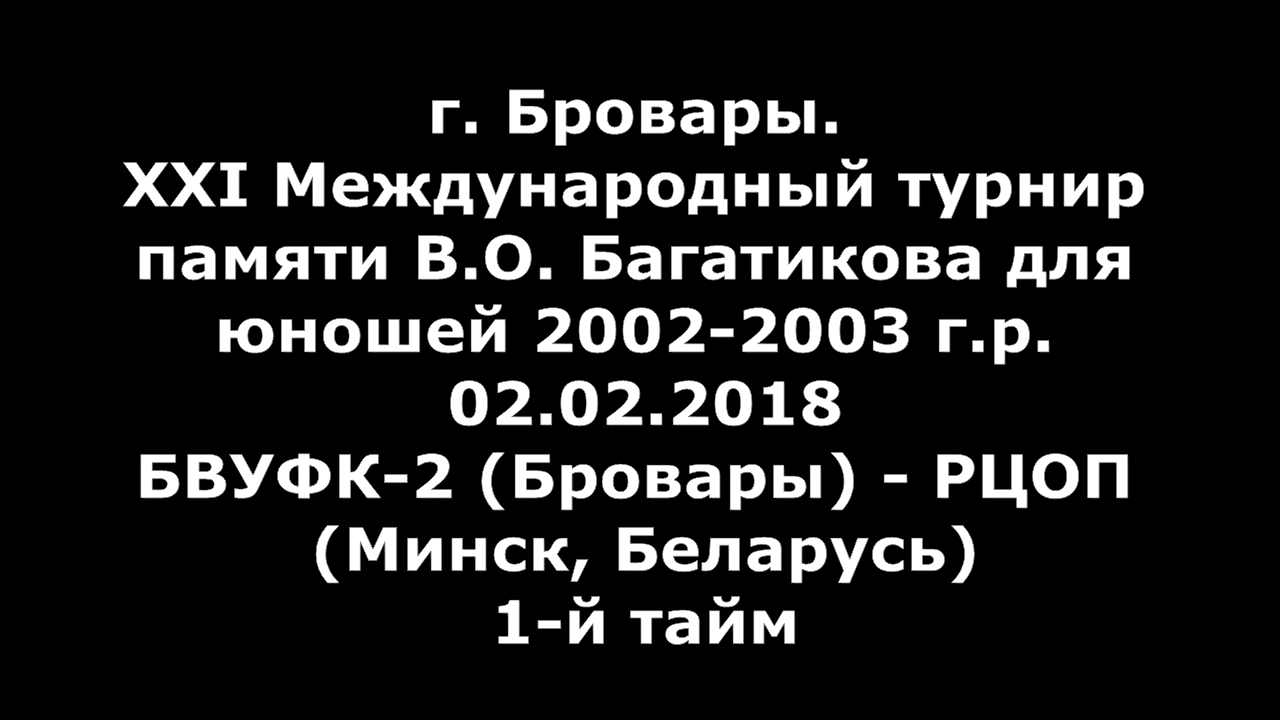 г. Бровары.
XXI Международный турнир
памяти В.О. Багатикова для
юношей 2002-2003 г.р.
02.02.2018
БВУФК-2 (Бровары) - РЦОП
(Минск, Беларусь)
1-й тайм